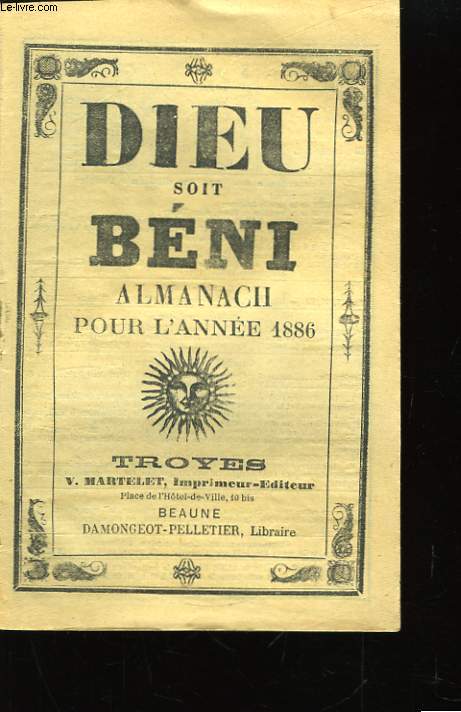 Le-livre.com
DIEU
SOIT
BÉNI
ALMANACH
POUR L'ANNÉE 1886
TROYES
V. MARTELET, Imprimeur-Editeur
Place de l'Hôtel-de-Ville, 10 bis
BEAUNE
DAMONGEOT-PELLETIER, Libraire